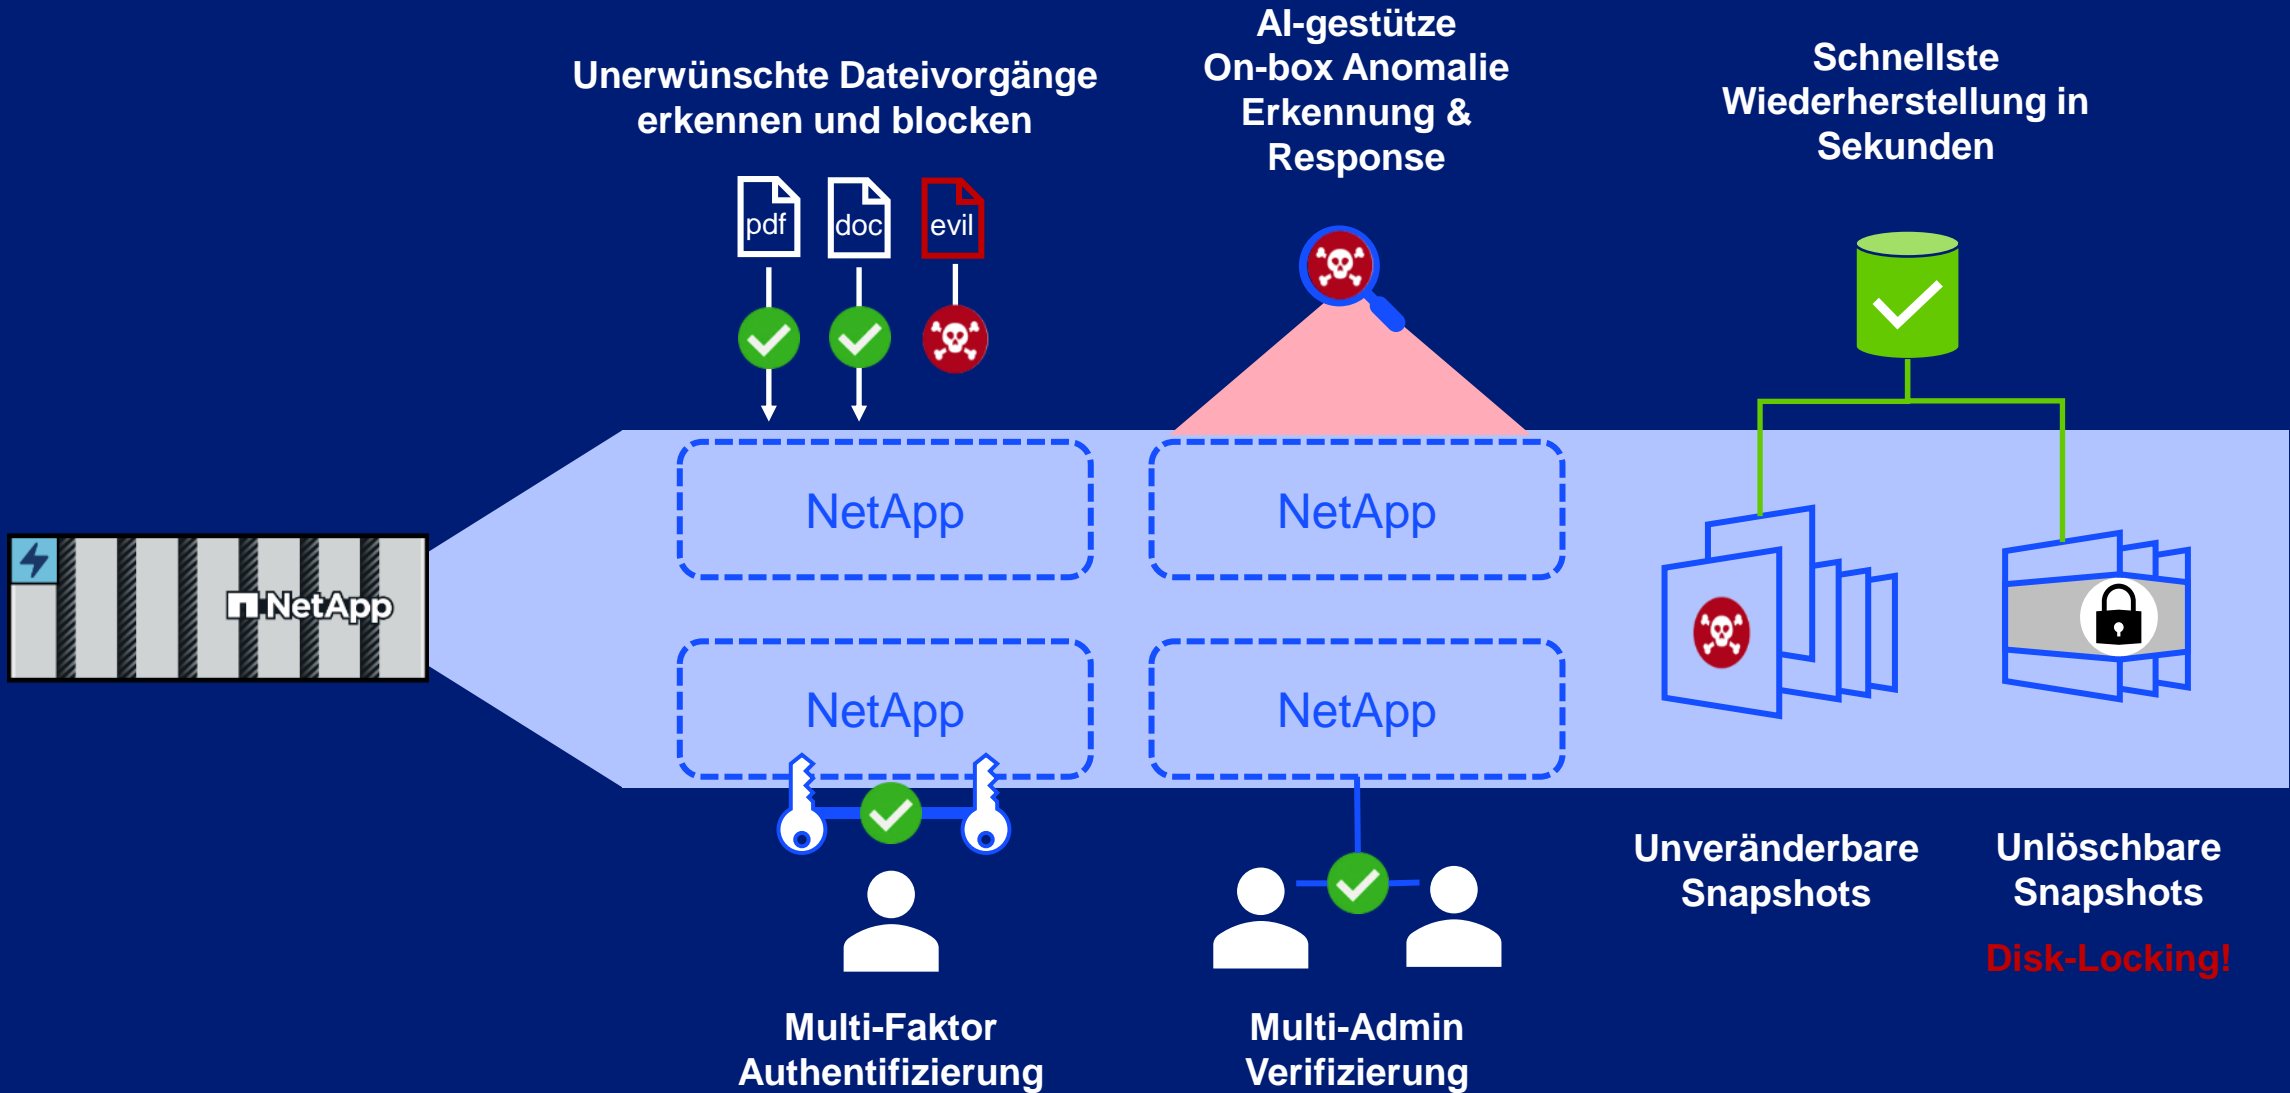 Unerwünschte Dateivorgänge
erkennen und blocken
AI-gestütze
On-box Anomalie
Erkennung &
Response
Schnellste
Wiederherstellung in
Sekunden
pdf
doc
evil
NetApp
NetApp
NetApp
NetApp
NetApp
Multi-Faktor
Authentifizierung
Multi-Admin
Verifizierung
Unveränderbare
Snapshots
Unlöschbare
Snapshots
Disk-Locking!